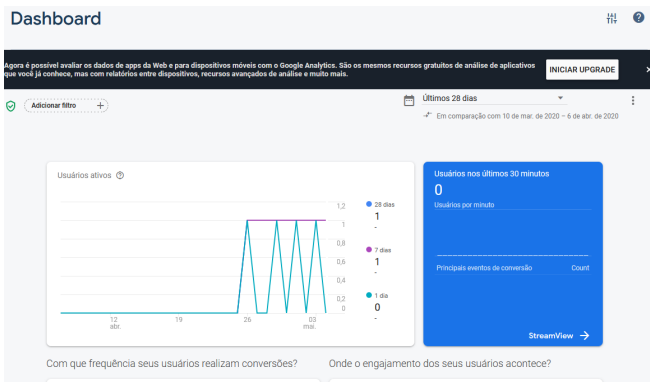 Dashboard
Agora é possível avaliar os dados de apps da Web e para dispositivos móveis com o Google Analytics. São os mesmos recursos gratuitos de análise de aplicativos
que você já conhece, mas com relatórios entre dispositivos, recursos avançados de análise e muito mais.
INICIAR UPGRADE
Adicionar filtro
Últimos 28 dias
Em comparação com 10 de mar. de 2020 – 6 de abr. de 2020
Usuários ativos
1,2
1
0,8
0,6
0,4
0,2
0
12
abr.
19
26
03
mai.
28 dias
1
-
7 dias
1
-
1 dia
0
-
Usuários nos últimos 30 minutos
0
Usuários por minuto
Principais eventos de conversão Count
StreamView
Com que frequência seus usuários realizam conversões?
Onde o engajamento dos seus usuários acontece?